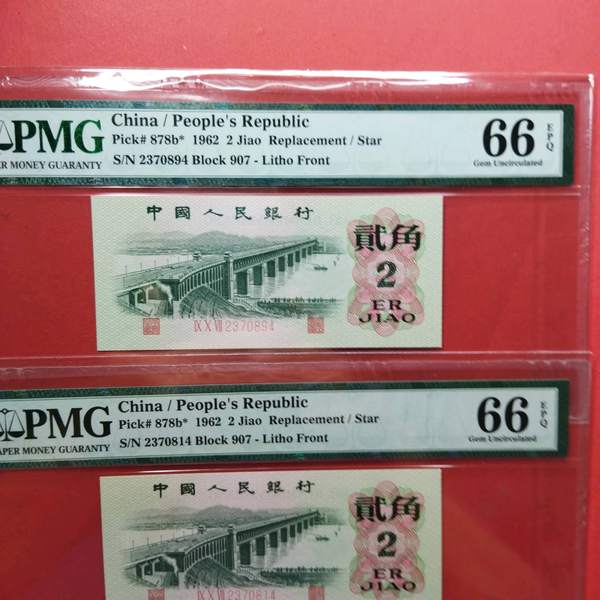 PMG
PAPER MONEY GUARANTY
China / People's Republic
Pick# 878b* 1962 2 Jiao Replacement / Star
S/N 2370894 Block 907 - Litho Front
66 EPQ
Gem Uncirculated
中國人民銀行
貳角
2
ER
JIAO
IX X VII 2370894
PMG
PAPER MONEY GUARANTY
China / People's Republic
Pick# 878b* 1962 2 Jiao Replacement / Star
S/N 2370814 Block 907 - Litho Front
66 EPQ
Gem Uncirculated
中國人民銀行
貳角
2
ER
JIAO
IX X VII 2370814